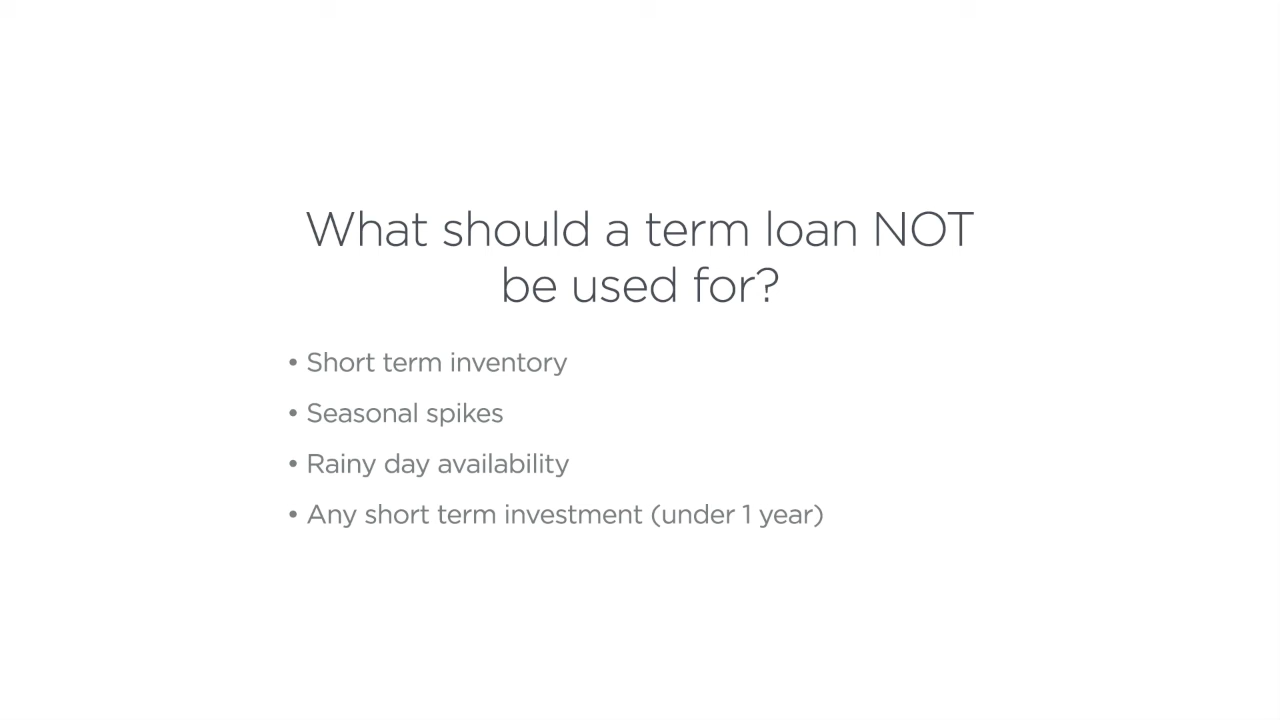 What should a term loan NOT
be used for?
• Short term inventory
• Seasonal spikes
• Rainy day availability
• Any short term investment (under 1 year)